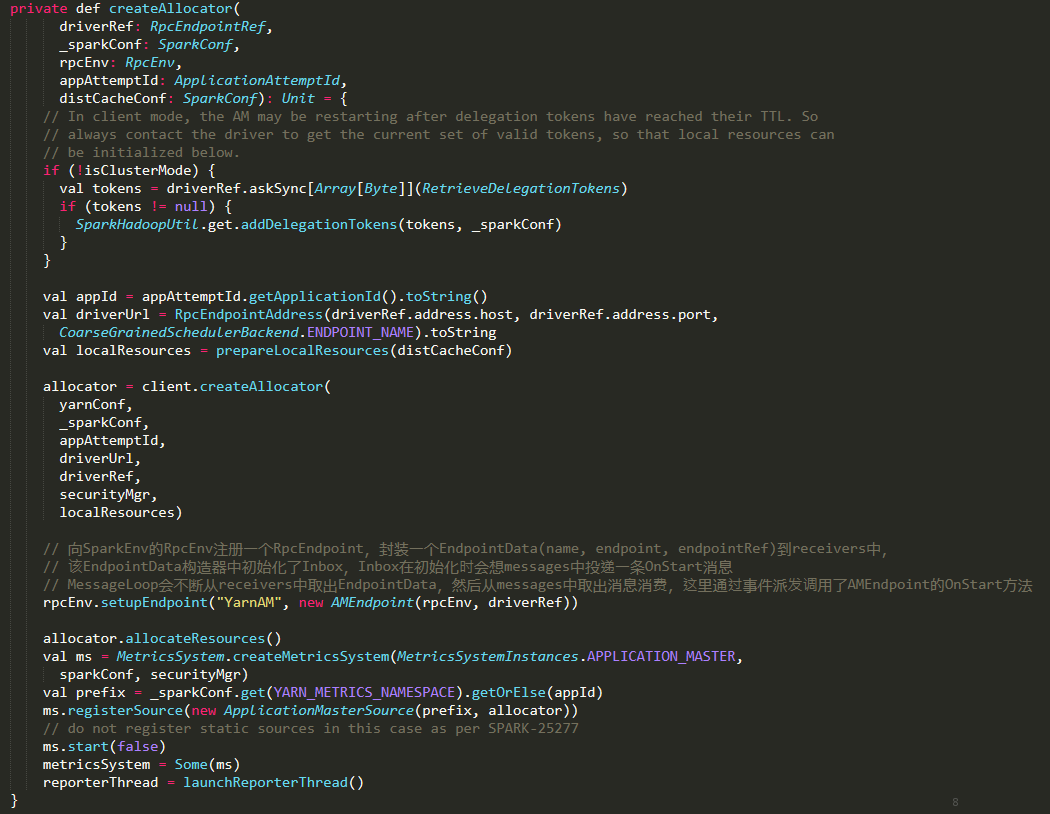 private def createAllocator(
driverRef: RpcEndpointRef,
_sparkConf: SparkConf,
rpcEnv: RpcEnv,
appAttemptId: ApplicationAttemptId,
distCacheConf: SparkConf): Unit = {
// In client mode, the AM may be restarting after delegation tokens have reached their TTL. So
// always contact the driver to get the current set of valid tokens, so that local resources can
// be initialized below.
if (!isClusterMode) {
val tokens = driverRef.askSync[Array[Byte]](RetrieveDelegationTokens)
if (tokens != null) {
SparkHadoopUtil.get.addDelegationTokens(tokens, _sparkConf)
}
}
val appId = appAttemptId.getApplicationId().toString()
val driverUrl = RpcEndpointAddress(driverRef.address.host, driverRef.address.port,
CoarseGrainedSchedulerBackend.ENDPOINT_NAME).toString
val localResources = prepareLocalResources(distCacheConf)
allocator = client.createAllocator(
yarnConf,
_sparkConf,
appAttemptId,
driverUrl,
driverRef,
securityMgr,
localResources)
// 向SparkEnv的RpcEnv注册一个RpcEndpoint，封装一个EndpointData(name, endpoint, endpointRef)到receivers中，
// 该EndpointData构造器中初始化了Inbox，Inbox在初始化时会想messages中投递一条OnStart消息
// MessageLoop会不断从receivers中取出EndpointData，然后从messages中取出消息消费，这里通过事件派发调用了AMEndpoint的OnStart方法
rpcEnv.setupEndpoint("YarnAM", new AMEndpoint(rpcEnv, driverRef))
allocator.allocateResources()
val ms = MetricsSystem.createMetricsSystem(MetricsSystemInstances.APPLICATION_MASTER,
sparkConf, securityMgr)
val prefix = _sparkConf.get(YARN_METRICS_NAMESPACE).getOrElse(appId)
ms.registerSource(new ApplicationMasterSource(prefix, allocator))
// do not register static sources in this case as per SPARK-25277
ms.start(false)
metricsSystem = Some(ms)
reporterThread = launchReporterThread()
}
8